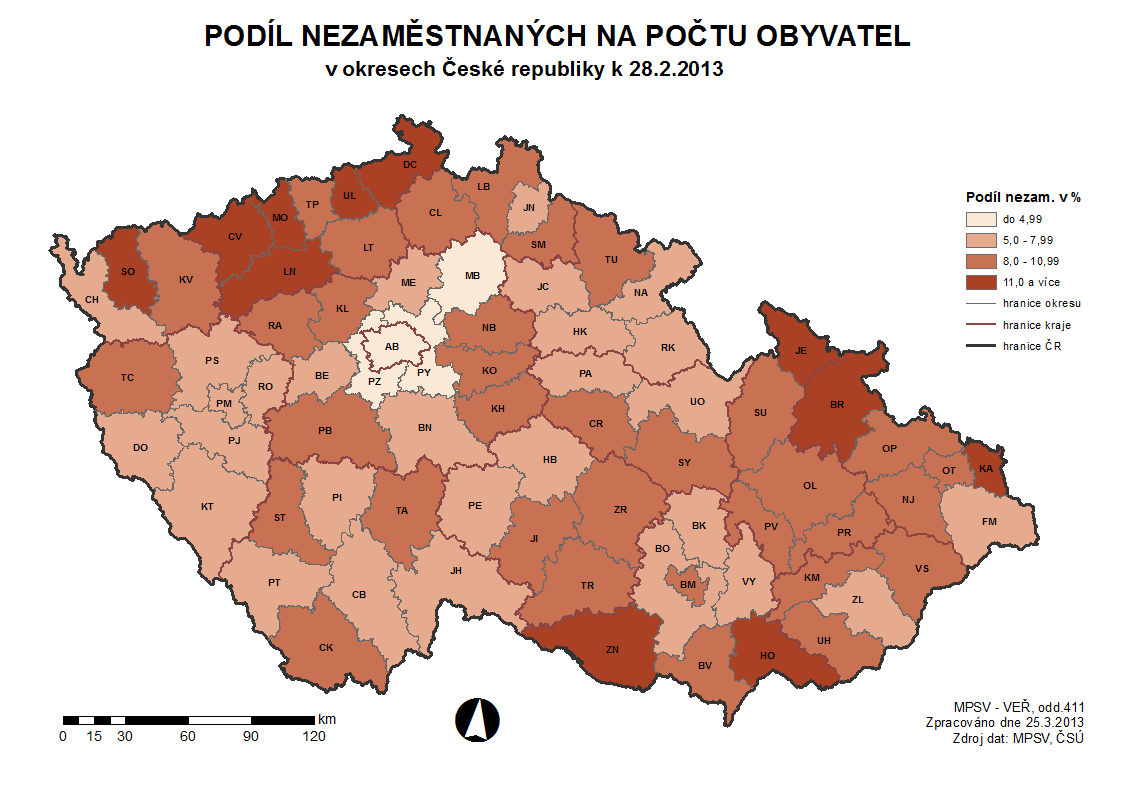 PODÍL NEZAMĚSTNANÝCH NA POČTU OBYVATEL
v okresech České republiky k 28.2.2013
Podíl nezam. v %
do 4,99
5,0 - 7,99
8,0 - 10,99
11,0 a více
hranice okresu
hranice kraje
hranice ČR
DC
LB
UL
TP
JN
CL
MO
CV
LT
SM
TU
SO
LN
MB
KV
ME
JC
NA
CH
KL
RA
NB
HK
AB
RK
JE
PS
KO
PA
TC
BE
PZ
PY
RO
PM
UO
BR
KH
SU
CR
PB
BN
PJ
DO
OP
HB
SY
OT
KA
OL
PI
NJ
KT
PE
TA
ZR
ST
FM
BK
PV
PR
JI
BO
VS
JH
KM
PT
TR
BM
VY
CB
ZL
UH
CK
ZN
HO
BV
km
0 15 30 60 90 120
MPSV - VEŘ, odd.411
Zpracováno dne 25.3.2013
Zdroj dat: MPSV, ČSÚ